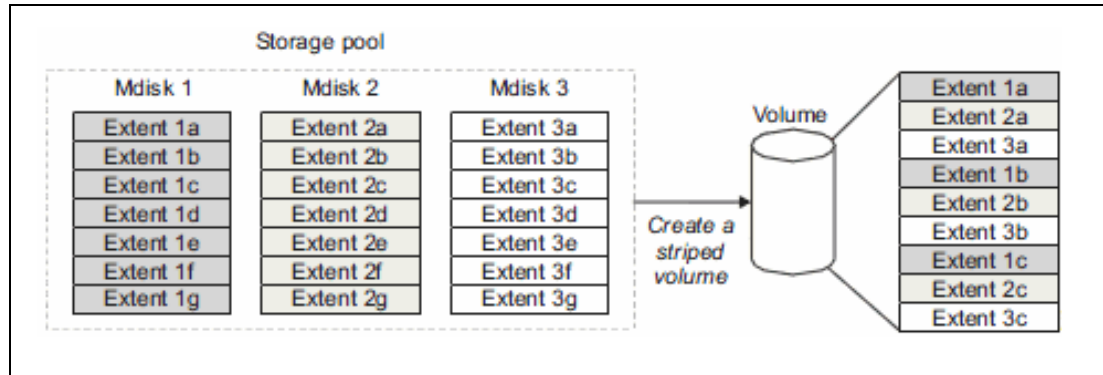 Storage pool
Mdisk 1 Mdisk 2 Mdisk 3
Extent 1a Extent 2a Extent 3a
Extent 1b Extent 2b Extent 3b
Extent 1c Extent 2c Extent 3c
Extent 1d Extent 2d Extent 3d
Extent 1e Extent 2e Extent 3e
Extent 1f Extent 2f Extent 3f
Extent 1g Extent 2g Extent 3g
Create a
striped
volume
Volume
Extent 1a
Extent 2a
Extent 3a
Extent 1b
Extent 2b
Extent 3b
Extent 1c
Extent 2c
Extent 3c